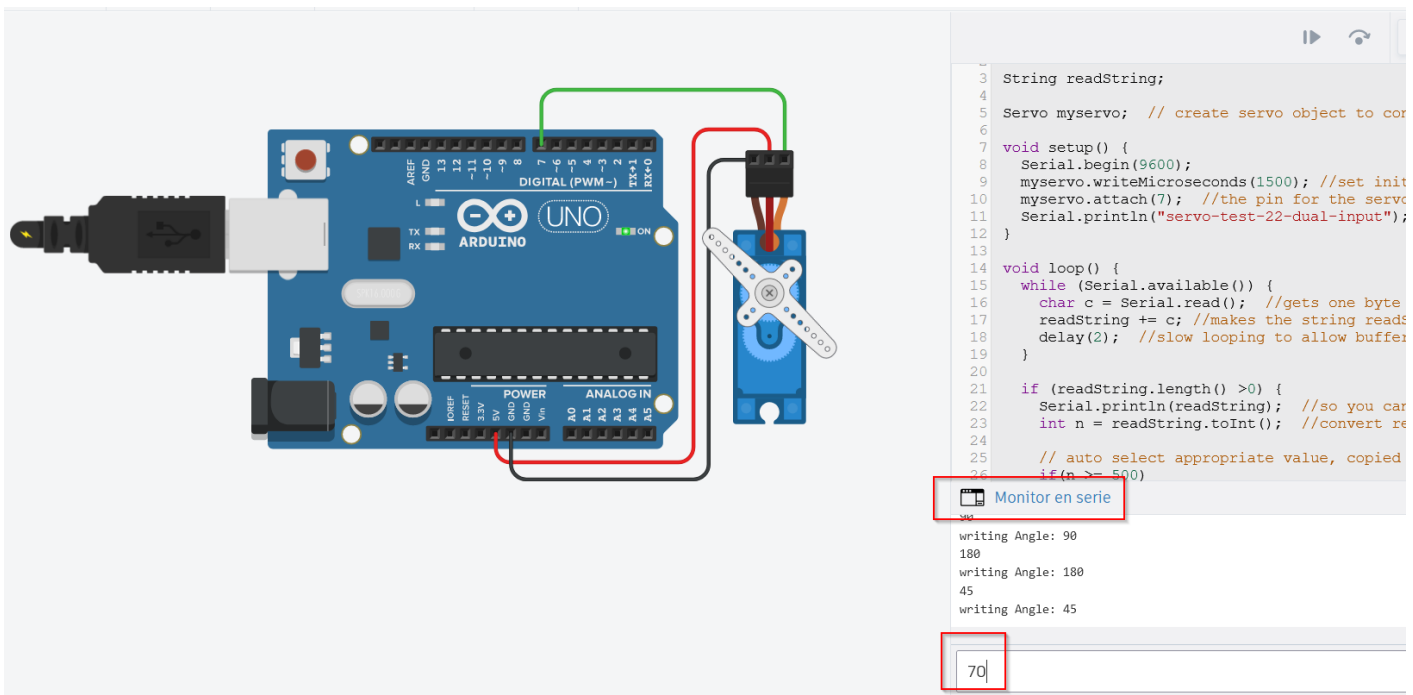 AREF
GND
13
12
~11
~10
~9
8
7
~6
~5
4
~3
2
TX→1
RX←0
DIGITAL (PWM~)
L
TX
RX
ARDUINO
UNO
ON
POWER
ANALOG IN
IOREF
RESET
3.3V
5V
GND
GND
Vin
A0
A1
A2
A3
A4
A5
3 String readString;
4
5 Servo myservo;  // create servo object to con
6
7 void setup() {
8   Serial.begin(9600);
9   myservo.writeMicroseconds(1500); //set init
10   myservo.attach(7);  //the pin for the servo
11   Serial.println("servo-test-22-dual-input");
12 }
13
14 void loop() {
15   while (Serial.available()) {
16     char c = Serial.read();  //gets one byte
17     readString += c; //makes the string readS
18     delay(2);  //slow looping to allow buffer
19   }
20
21   if (readString.length() >0) {
22     Serial.println(readString);  //so you can
23     int n = readString.toInt();  //convert re
24
25     // auto select appropriate value, copied
26     if(n >= 500)
Monitor en serie
90
writing Angle: 90
180
writing Angle: 180
45
writing Angle: 45
70